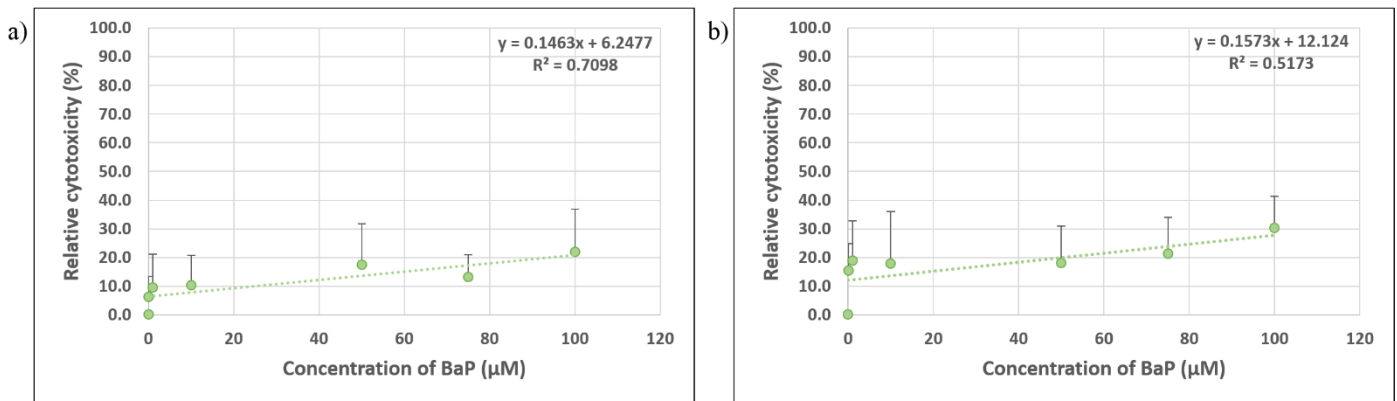 a)
y = 0.1463x + 6.2477
R² = 0.7098
Relative cytotoxicity (%)
100.0
90.0
80.0
70.0
60.0
50.0
40.0
30.0
20.0
10.0
0.0
0 20 40 60 80 100 120
Concentration of BaP (µM)
b)
y = 0.1573x + 12.124
R² = 0.5173
Relative cytotoxicity (%)
100.0
90.0
80.0
70.0
60.0
50.0
40.0
30.0
20.0
10.0
0.0
0 20 40 60 80 100 120
Concentration of BaP (µM)